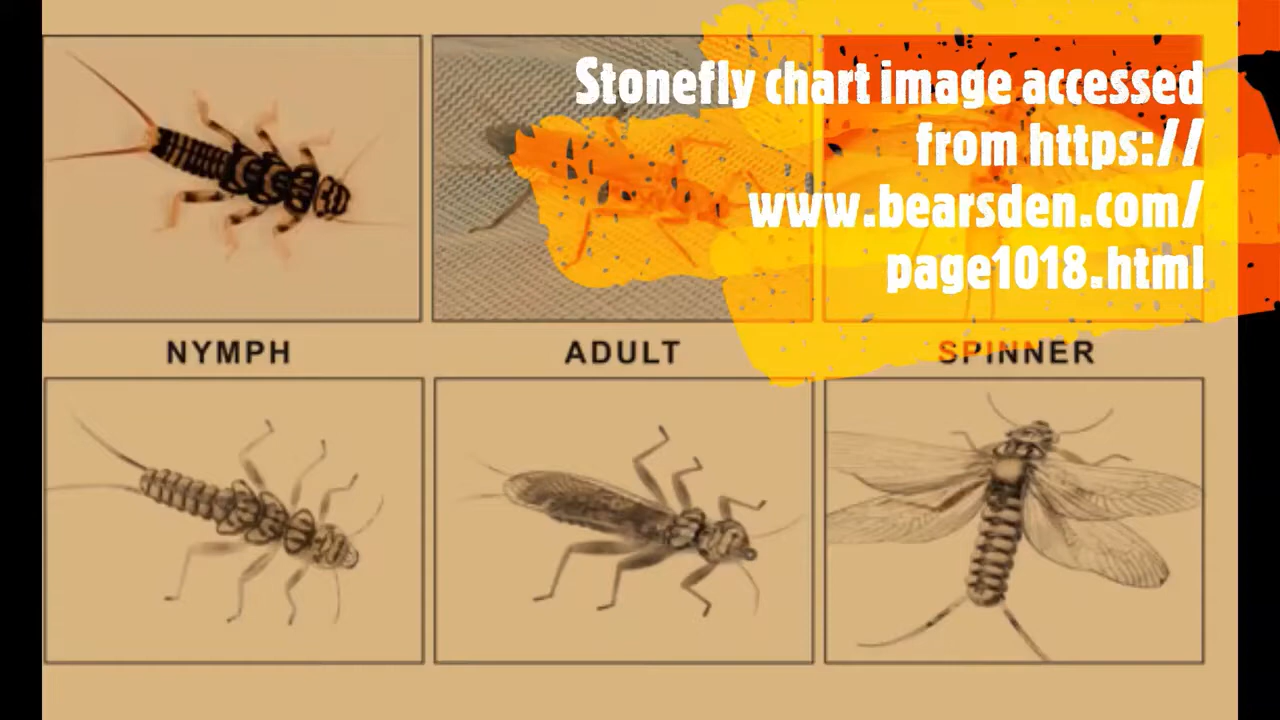 Stonefly chart image accessed
from https://
www.bearsden.com/
page1018.html
NYMPH
ADULT
SPINNER